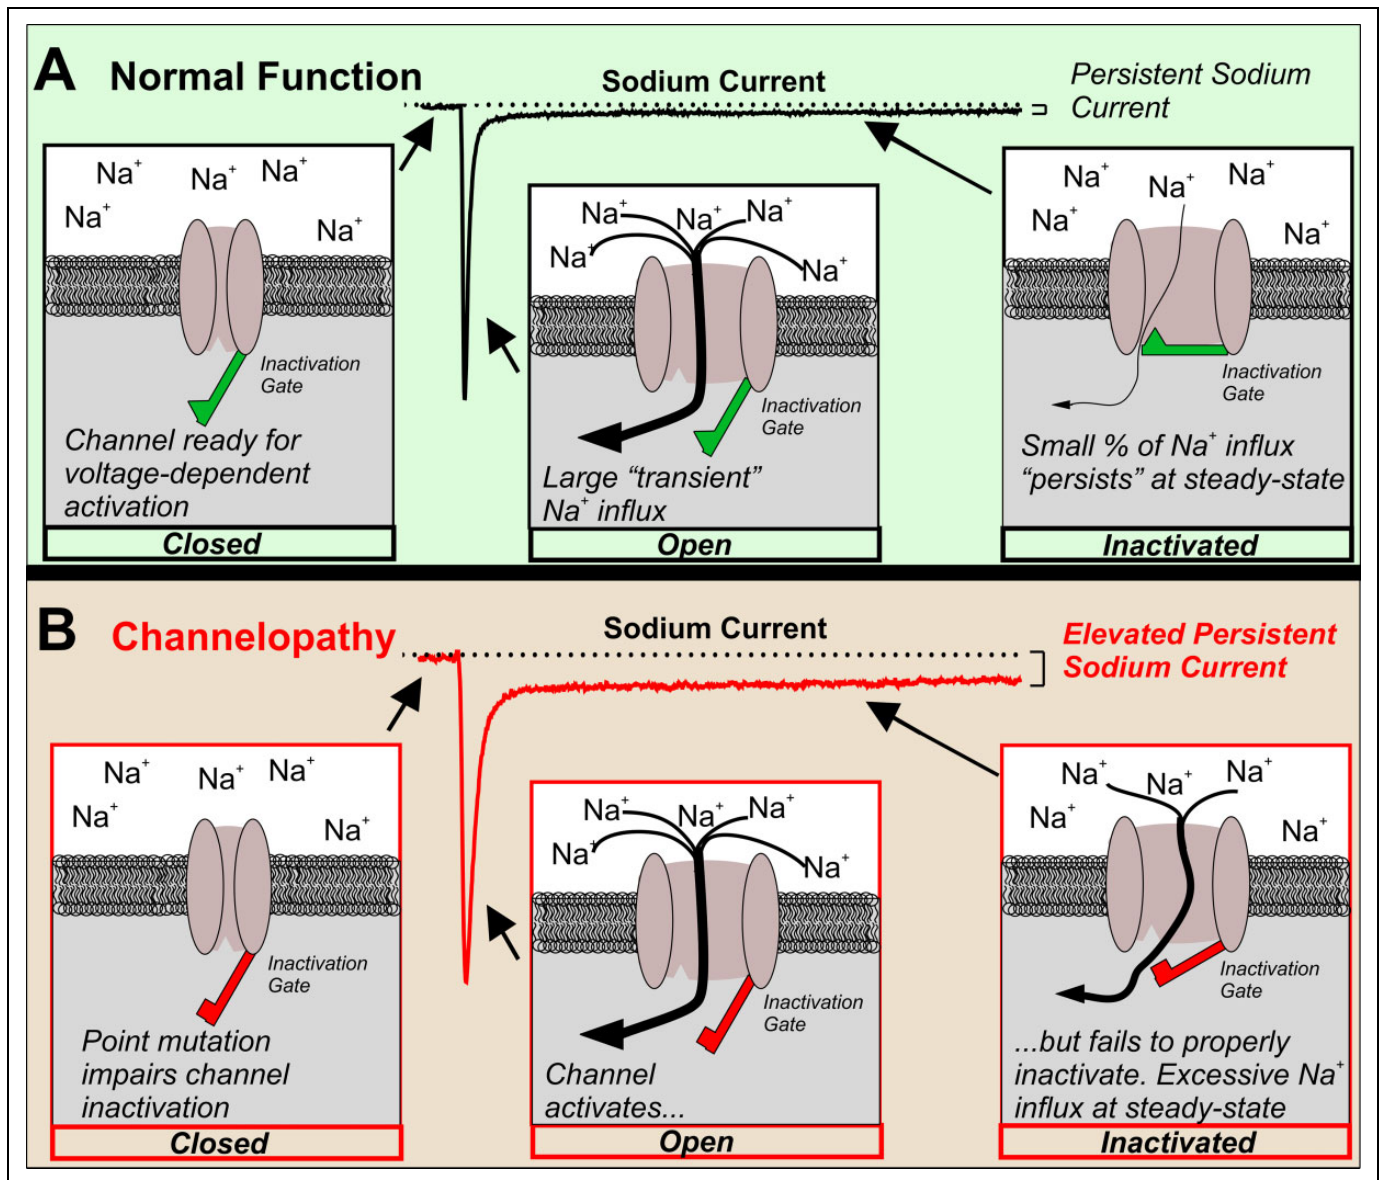 A Normal Function
Sodium Current
Persistent Sodium
Current
Na+
Na+
Na+
Na+
Na+
Inactivation
Gate
Channel ready for
voltage-dependent
activation
Closed
Na+
Na+
Na+
Na+
Na+
Inactivation
Gate
Large “transient”
Na+ influx
Open
Na+
Na+
Na+
Na+
Na+
Inactivation
Gate
Small % of Na+ influx
“persists” at steady-state
Inactivated
B Channelopathy
Sodium Current
Elevated Persistent
Sodium Current
Na+
Na+
Na+
Na+
Na+
Inactivation
Gate
Point mutation
impairs channel
inactivation
Closed
Na+
Na+
Na+
Na+
Na+
Inactivation
Gate
Channel
activates...
Open
Na+
Na+
Na+
Na+
Na+
Inactivation
Gate
...but fails to properly
inactivate. Excessive Na+
influx at steady-state
Inactivated